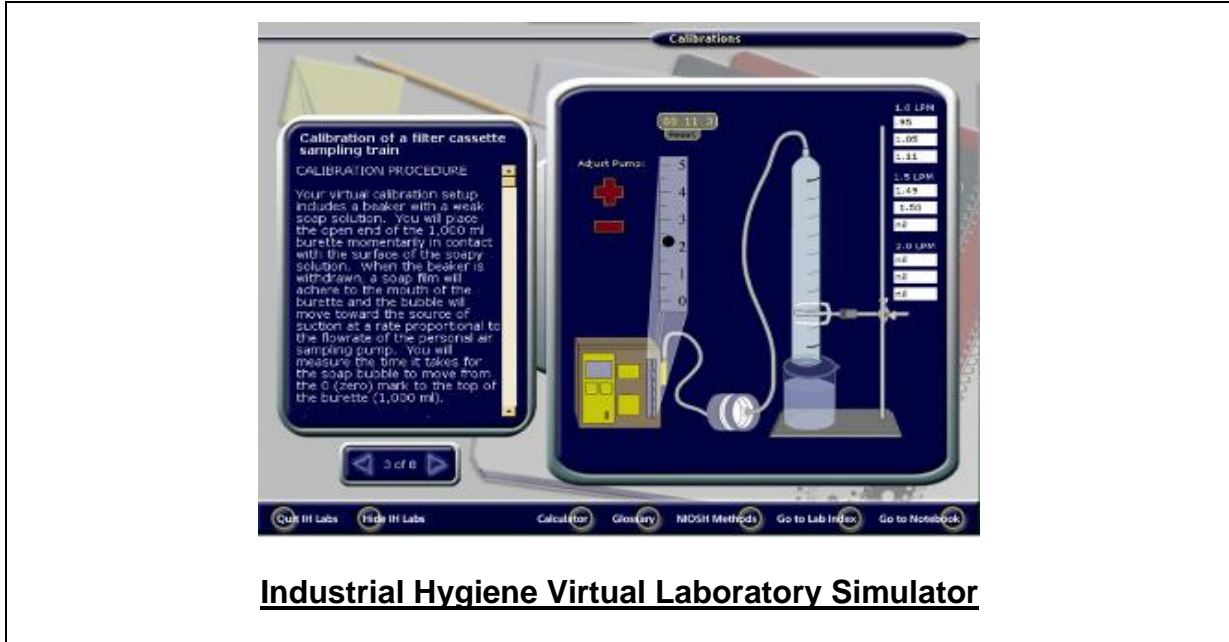 Calibrations
Calibration of a filter cassette
sampling train
CALIBRATION PROCEDURE
Your virtual calibration setup
includes a beaker with a weak
soap solution. You will place
the open end of the 1,000 ml
burette momentarily in contact
with the surface of the soapy
solution. When the beaker is
withdrawn, a soap film will
adhere to the mouth of the
burette and the bubble will
move toward the source of
suction at a rate proportional to
the flowrate of the personal air
sampling pump. You will
measure the time it takes for
the soap bubble to move from
the 0 (zero) mark to the top of
the burette (1,000 ml).
3 of 8
Reset
Adjust Pump:
5
4
3
2
1
0
1.0 LPM
.95
1.05
1.11
1.5 LPM
1.49
1.50
nil
2.0 LPM
nil
nil
nil
Quit IH Labs
Hide IH Labs
Calculator
Glossary
NIOSH Methods
Go to Lab Index
Go to Notebook
Industrial Hygiene Virtual Laboratory Simulator